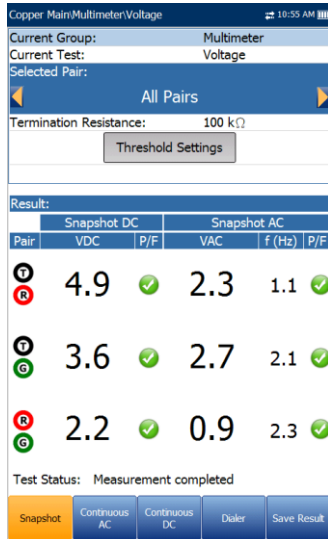 Copper Main\Multimeter\Voltage 10:55 AM
Current Group: Multimeter
Current Test: Voltage
Selected Pair:
All Pairs
Termination Resistance: 100 kΩ
Threshold Settings
Result:
Snapshot DC Snapshot AC
Pair VDC P/F VAC f (Hz) P/F
T
R
4.9 2.3 1.1
T
G
3.6 2.7 2.1
R
G
2.2 0.9 2.3
Test Status: Measurement completed
Snapshot Continuous AC Continuous DC Dialer Save Result